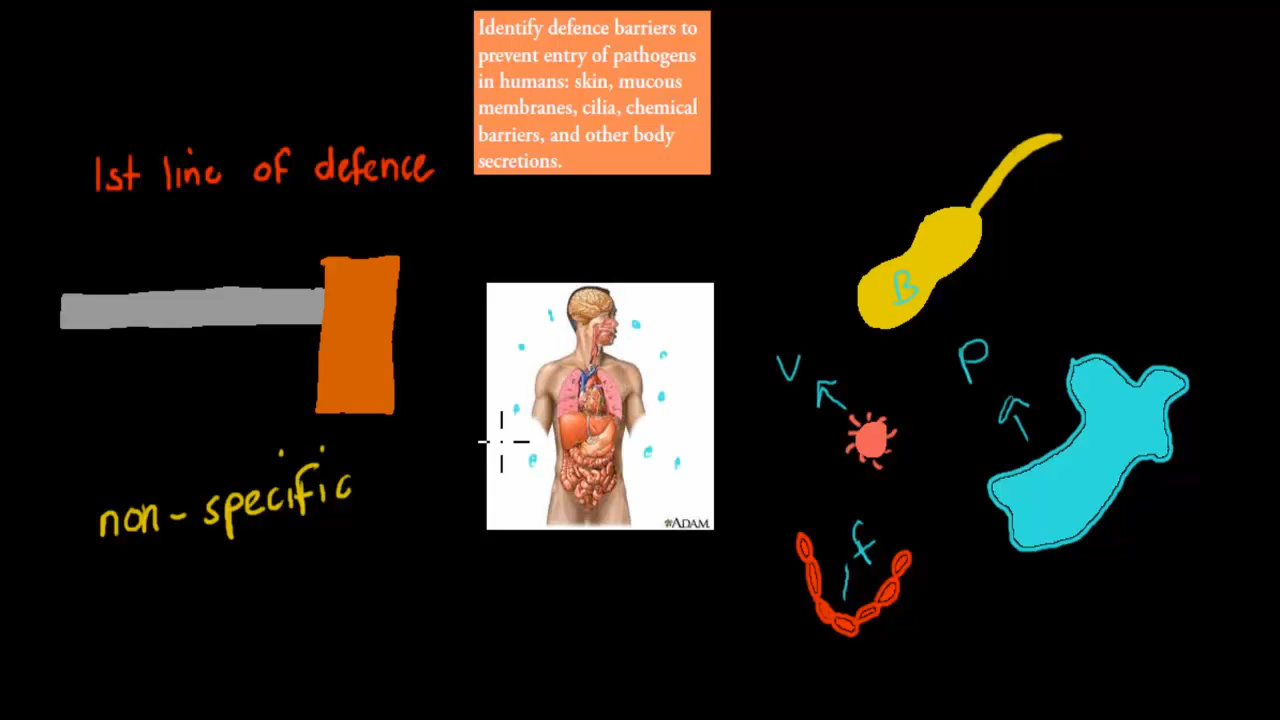 Identify defence barriers to
prevent entry of pathogens
in humans: skin, mucous
membranes, cilia, chemical
barriers, and other body
secretions.
1st line of defence
B
V
P
non-specific
f
ADAM